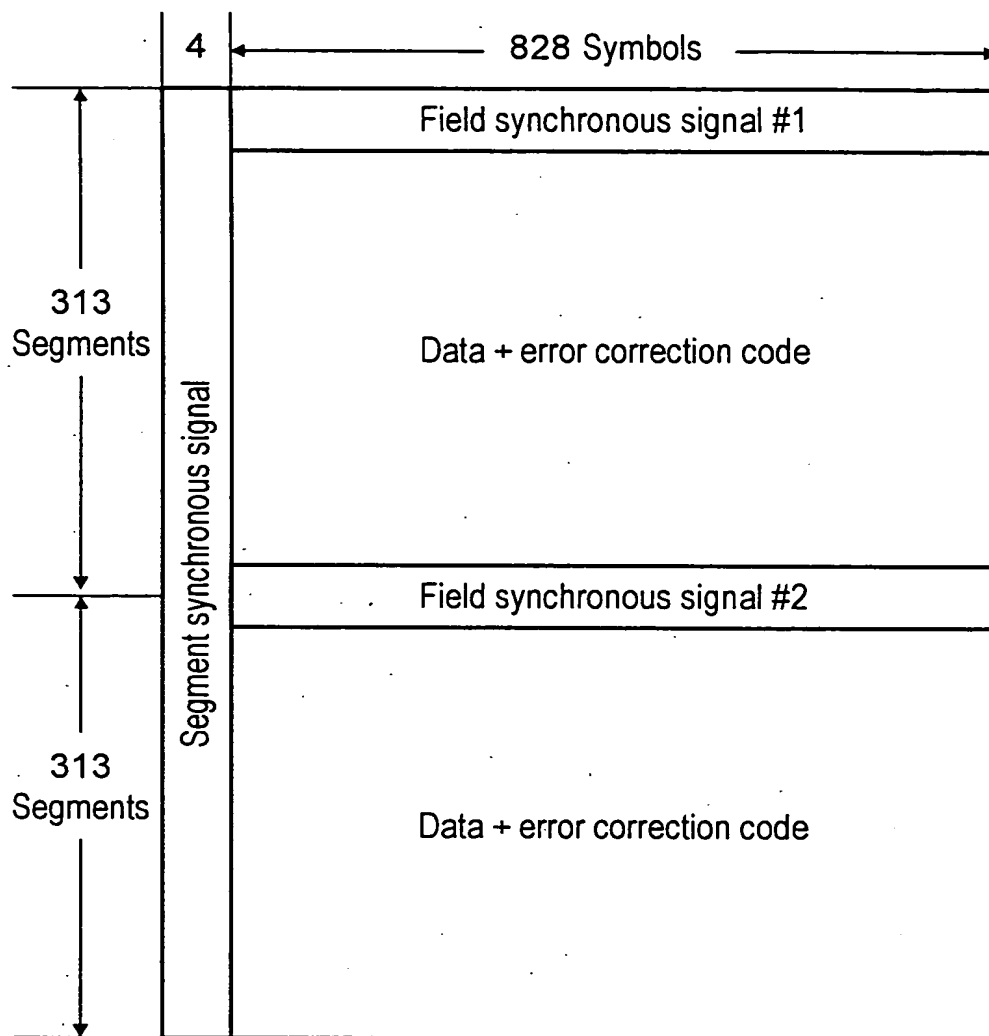 4
828 Symbols
Field synchronous signal #1
313
Segments
Data + error correction code
Segment synchronous signal
Field synchronous signal #2
313
Segments
Data + error correction code